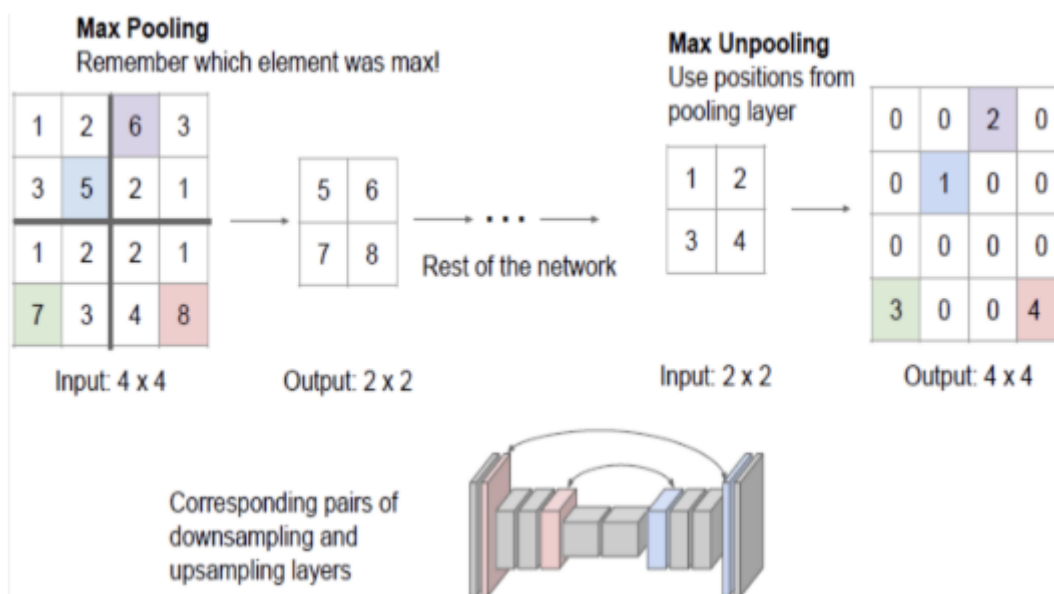 Max Pooling
Remember which element was max!
1 2 6 3
3 5 2 1
1 2 2 1
7 3 4 8
Input: 4 x 4
5 6
7 8
Output: 2 x 2
...
Rest of the network
Max Unpooling
Use positions from
pooling layer
1 2
3 4
Input: 2 x 2
0 0 2 0
0 1 0 0
0 0 0 0
3 0 0 4
Output: 4 x 4
Corresponding pairs of
downsampling and
upsampling layers